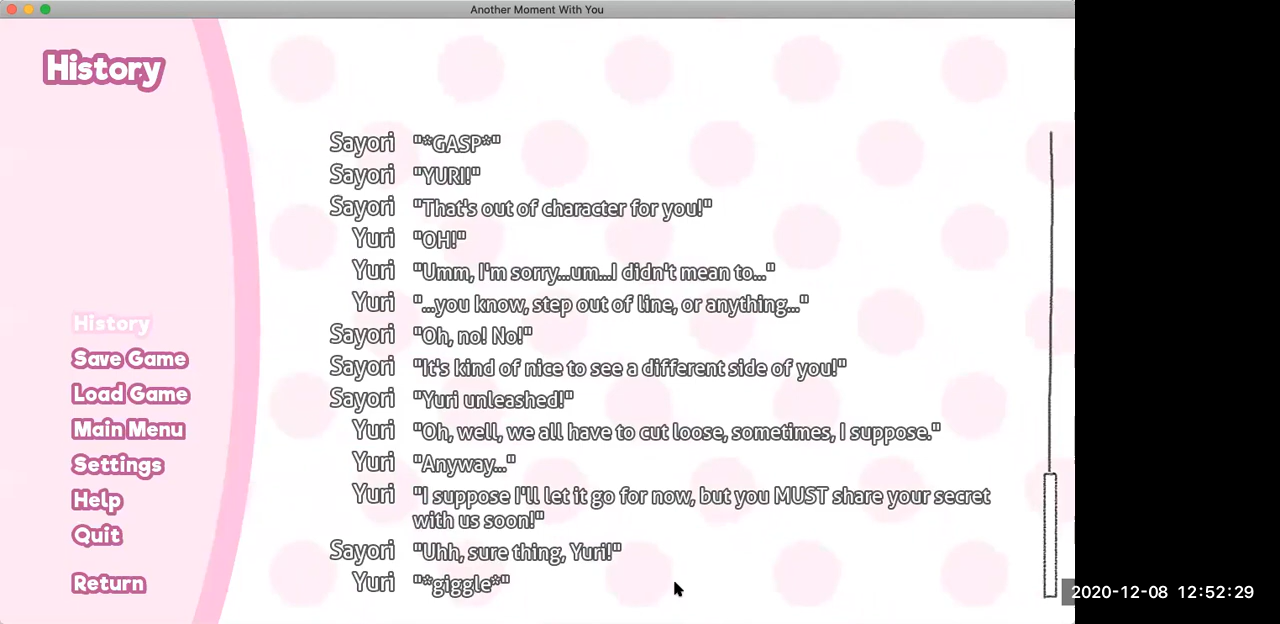 Another Moment With You
History
Sayori "*GASP*"
Sayori "YURI!"
Sayori "That's out of character for you!"
Yuri "OH!"
Yuri "Umm, I'm sorry...um...I didn't mean to..."
Yuri "...you know, step out of line, or anything..."
Sayori "Oh, no! No!"
Sayori "It's kind of nice to see a different side of you!"
Sayori "Yuri unleashed!"
Yuri "Oh, well, we all have to cut loose, sometimes, I suppose."
Yuri "Anyway..."
Yuri "I suppose I'll let it go for now, but you MUST share your secret
with us soon!"
Sayori "Uhh, sure thing, Yuri!"
Yuri "*giggle*"
History
Save Game
Load Game
Main Menu
Settings
Help
Quit
Return
2020-12-08 12:52:29